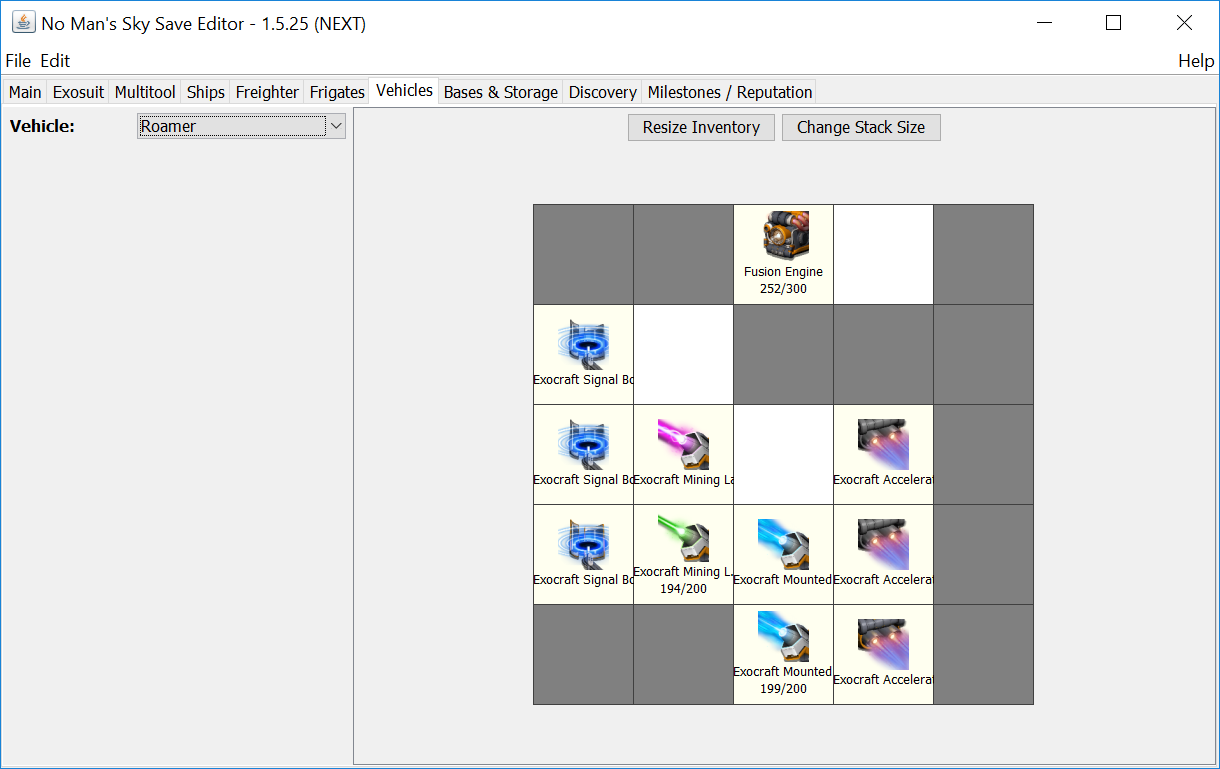 No Man's Sky Save Editor - 1.5.25 (NEXT)
File Edit Help
Main Exosuit Multitool Ships Freighter Frigates Vehicles Bases & Storage Discovery Milestones / Reputation
Vehicle: Roamer
Resize Inventory Change Stack Size
Fusion Engine
252/300
Exocraft Signal Bo
Exocraft Signal Bo Exocraft Mining La Exocraft Accelerat
Exocraft Signal Bo Exocraft Mining L. Exocraft Mounted Exocraft Accelerat
194/200
Exocraft Mounted Exocraft Accelerat
199/200